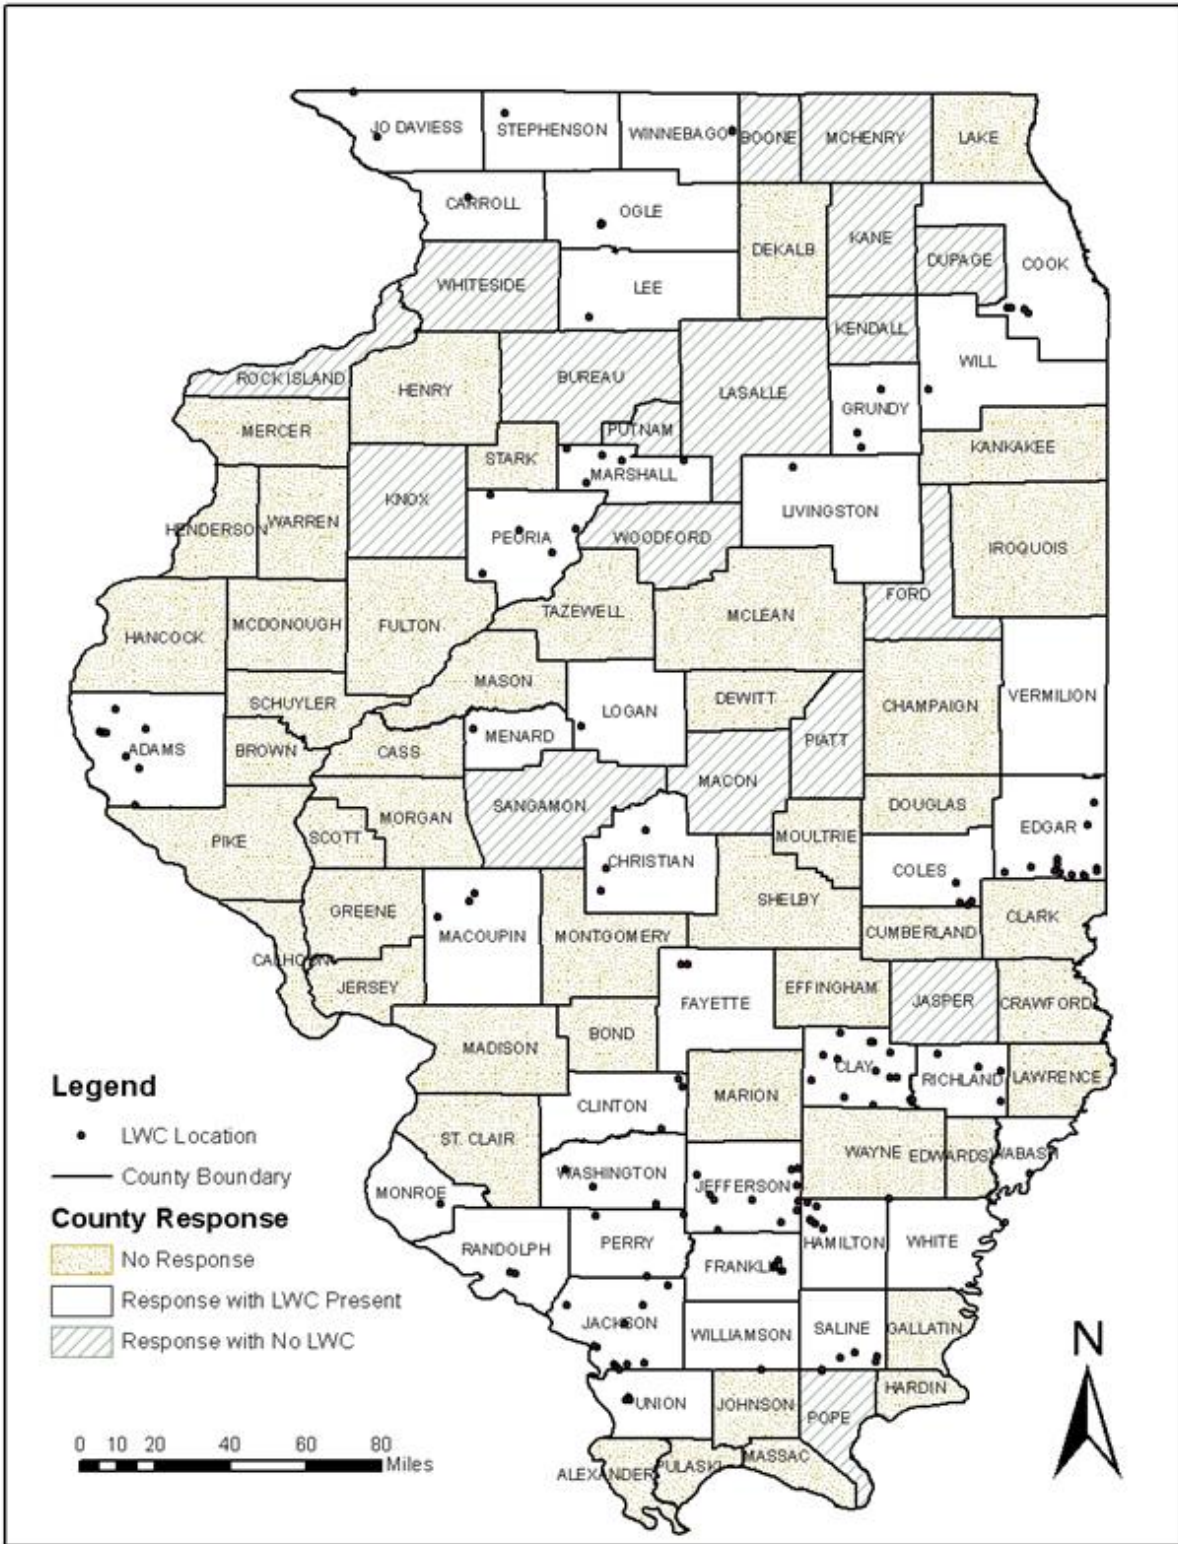 JO DAVIESS
STEPHENSON
WINNEBAGO
BOONE
MCHENRY
LAKE
CARROLL
OGLE
DEKALB
KANE
DUPAGE
COOK
WHITESIDE
LEE
KENDALL
WILL
ROCK ISLAND
HENRY
BUREAU
LASALLE
GRUNDY
MERCER
PUTNAM
KANKAKEE
STARK
MARSHALL
KNOX
HENDERSON
WARREN
PEORIA
WOODFORD
LIVINGSTON
IROQUOIS
FORD
HANCOCK
MCDONOUGH
FULTON
TAZEWELL
MCLEAN
SCHUYLER
MASON
LOGAN
DEWITT
CHAMPAIGN
VERMILION
ADAMS
BROWN
CASS
MENARD
PIATT
MACON
SANGAMON
DOUGLAS
EDGAR
PIKE
SCOTT
MORGAN
MOULTRIE
CHRISTIAN
COLES
GREENE
SHELBY
CLARK
MACOUPIN
MONTGOMERY
CUMBERLAND
CALHOUN
JERSEY
FAYETTE
EFFINGHAM
JASPER
CRAWFORD
MADISON
BOND
CLAY
RICHLAND
LAWRENCE
MARION
CLINTON
ST. CLAIR
WAYNE
EDWARDS
WABASH
WASHINGTON
JEFFERSON
MONROE
RANDOLPH
PERRY
HAMILTON
WHITE
FRANKLIN
JACKSON
WILLIAMSON
SALINE
GALLATIN
UNION
JOHNSON
POPE
HARDIN
ALEXANDER
PULASKI
MASSAC
Legend
LWC Location
County Boundary
County Response
No Response
Response with LWC Present
Response with No LWC
0 10 20 40 60 80
Miles
N